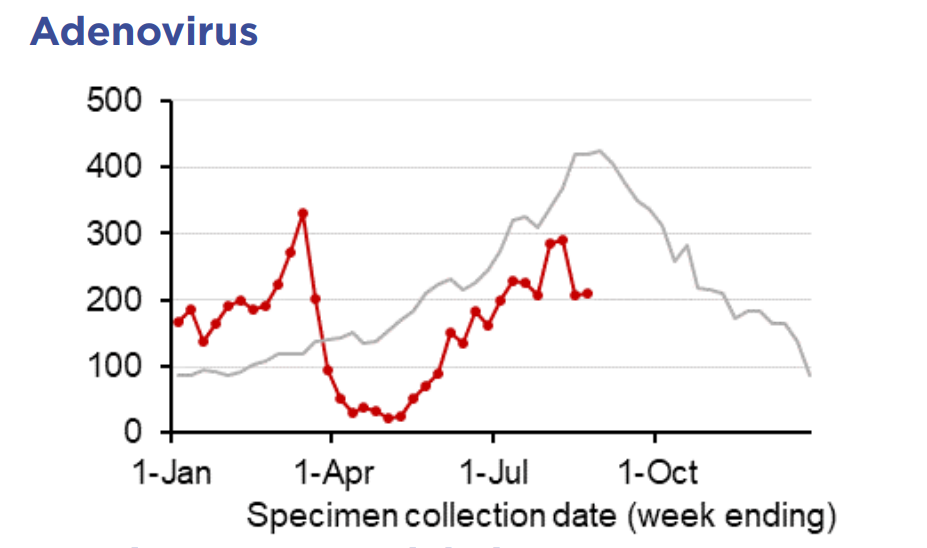 Adenovirus
500
400
300
200
100
0
1-Jan 1-Apr 1-Jul 1-Oct
Specimen collection date (week ending)